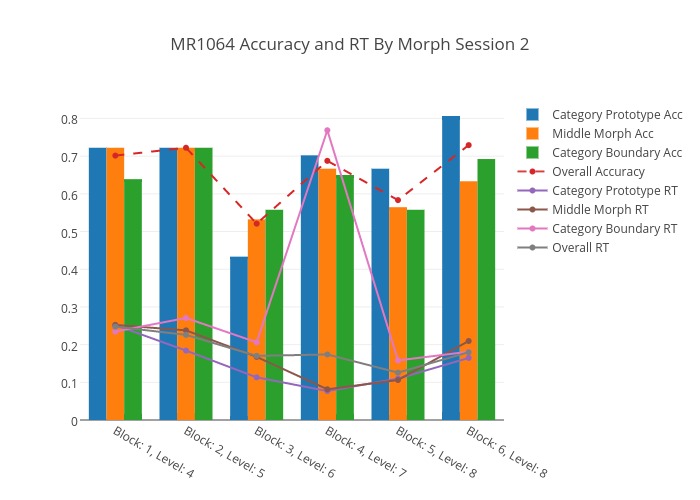 MR1064 Accuracy and RT By Morph Session 2
0.8
0.7
0.6
0.5
0.4
0.3
0.2
0.1
0
Block: 1, Level: 4
Block: 2, Level: 5
Block: 3, Level: 6
Block: 4, Level: 7
Block: 5, Level: 8
Block: 6, Level: 8
Category Prototype Acc
Middle Morph Acc
Category Boundary Acc
Overall Accuracy
Category Prototype RT
Middle Morph RT
Category Boundary RT
Overall RT